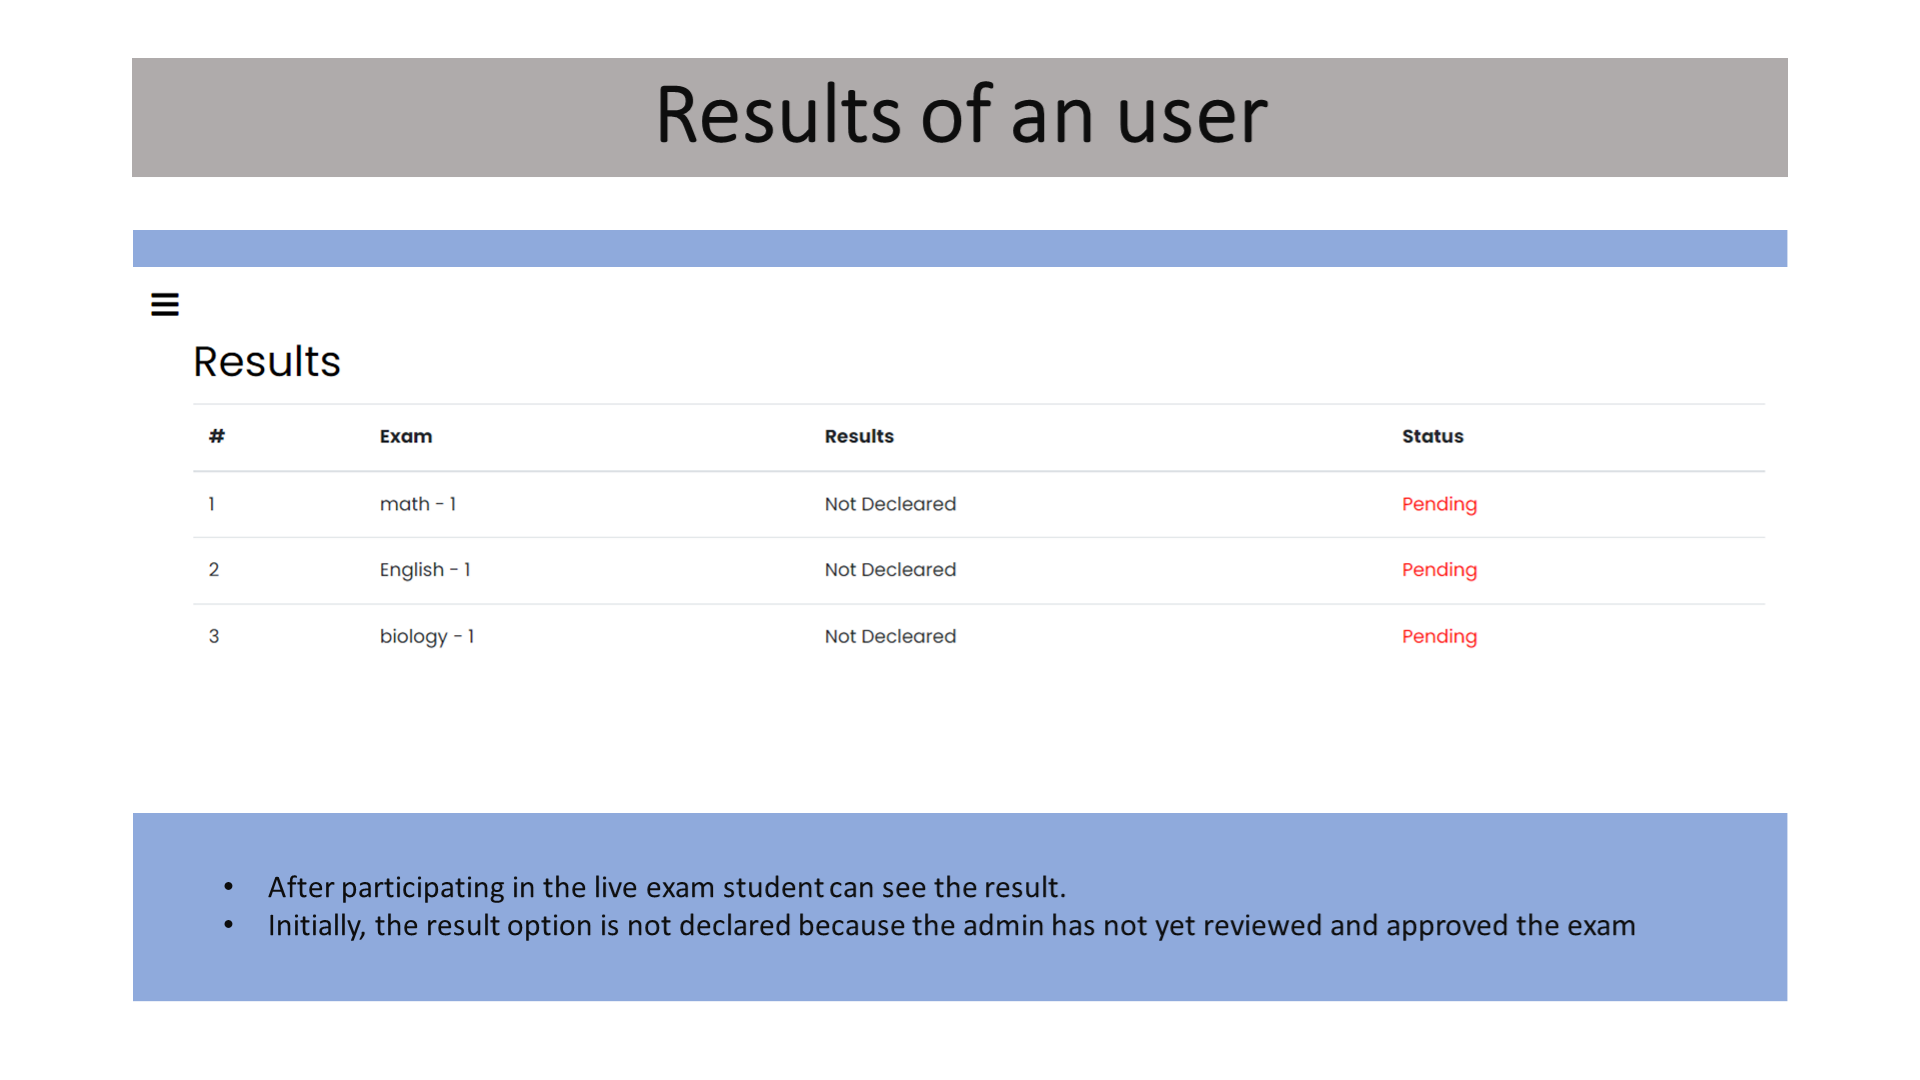 Results of an user
Results
# Exam Results Status
1 math - 1 Not Decleared Pending
2 English - 1 Not Decleared Pending
3 biology - 1 Not Decleared Pending
• After participating in the live exam student can see the result.
• Initially, the result option is not declared because the admin has not yet reviewed and approved the exam